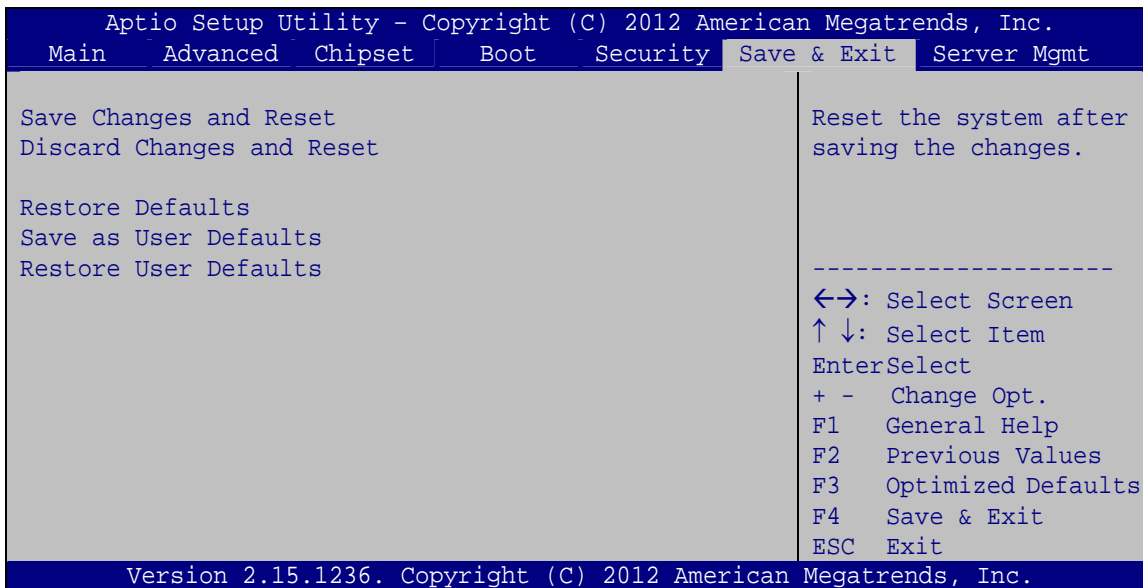 Aptio Setup Utility – Copyright (C) 2012 American Megatrends, Inc.
Main Advanced Chipset Boot Security Save & Exit Server Mgmt
Save Changes and Reset
Discard Changes and Reset
Restore Defaults
Save as User Defaults
Restore User Defaults
Reset the system after
saving the changes.
---------------------
←→: Select Screen
↑ ↓: Select Item
EnterSelect
+ - Change Opt.
F1 General Help
F2 Previous Values
F3 Optimized Defaults
F4 Save & Exit
ESC Exit
Version 2.15.1236. Copyright (C) 2012 American Megatrends, Inc.